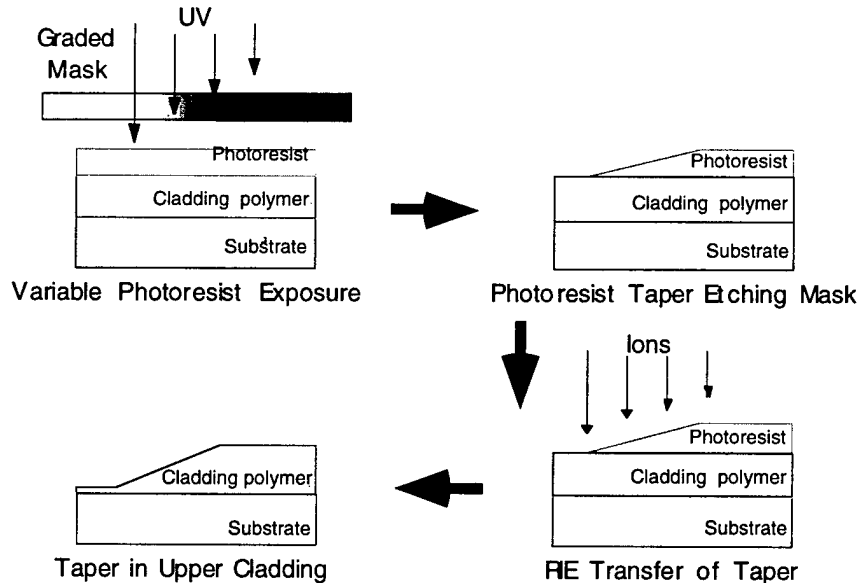 UV
Graded
Mask
Photoresist
Cladding polymer
Substrate
Variable Photoresist Exposure
Photoresist
Cladding polymer
Substrate
Photoresist Taper Etching Mask
Ions
Photoresist
Cladding polymer
Substrate
RIE Transfer of Taper
Cladding polymer
Substrate
Taper in Upper Cladding